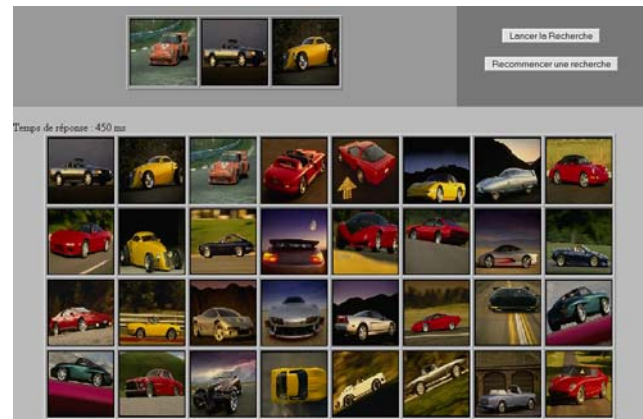 Lancer la Recherche
Recommencer une recherche
Temps de réponse : 450 ms